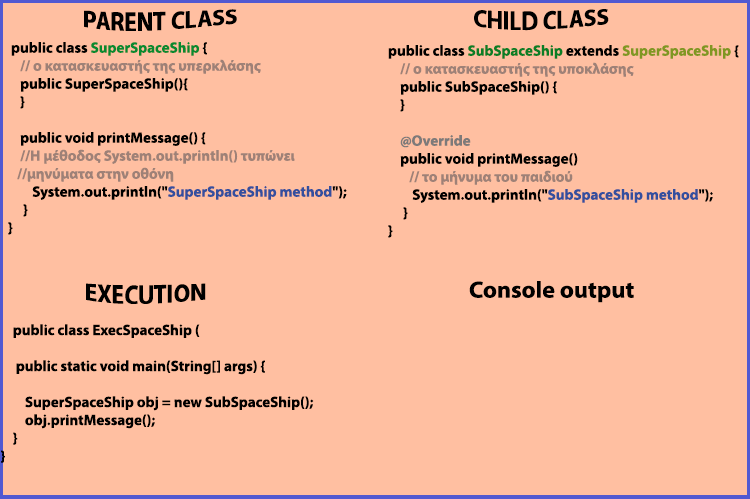 PARENT CLASS
public class SuperSpaceShip {
// ο κατασκευαστής της υπερκλάσης
public SuperSpaceShip(){
}
public void printMessage() {
//Η μέθοδος System.out.println() τυπώνει
//μηνύματα στην οθόνη
System.out.println("SuperSpaceShip method");
}
}
CHILD CLASS
public class SubSpaceShip extends SuperSpaceShip {
// ο κατασκευαστής της υποκλάσης
public SubSpaceShip() {
}
@Override
public void printMessage()
// το μήνυμα του παιδιού
System.out.println("SubSpaceShip method");
}
}
EXECUTION
public class ExecSpaceShip (
public static void main(String[] args) {
SuperSpaceShip obj = new SubSpaceShip();
obj.printMessage();
}
}
Console output